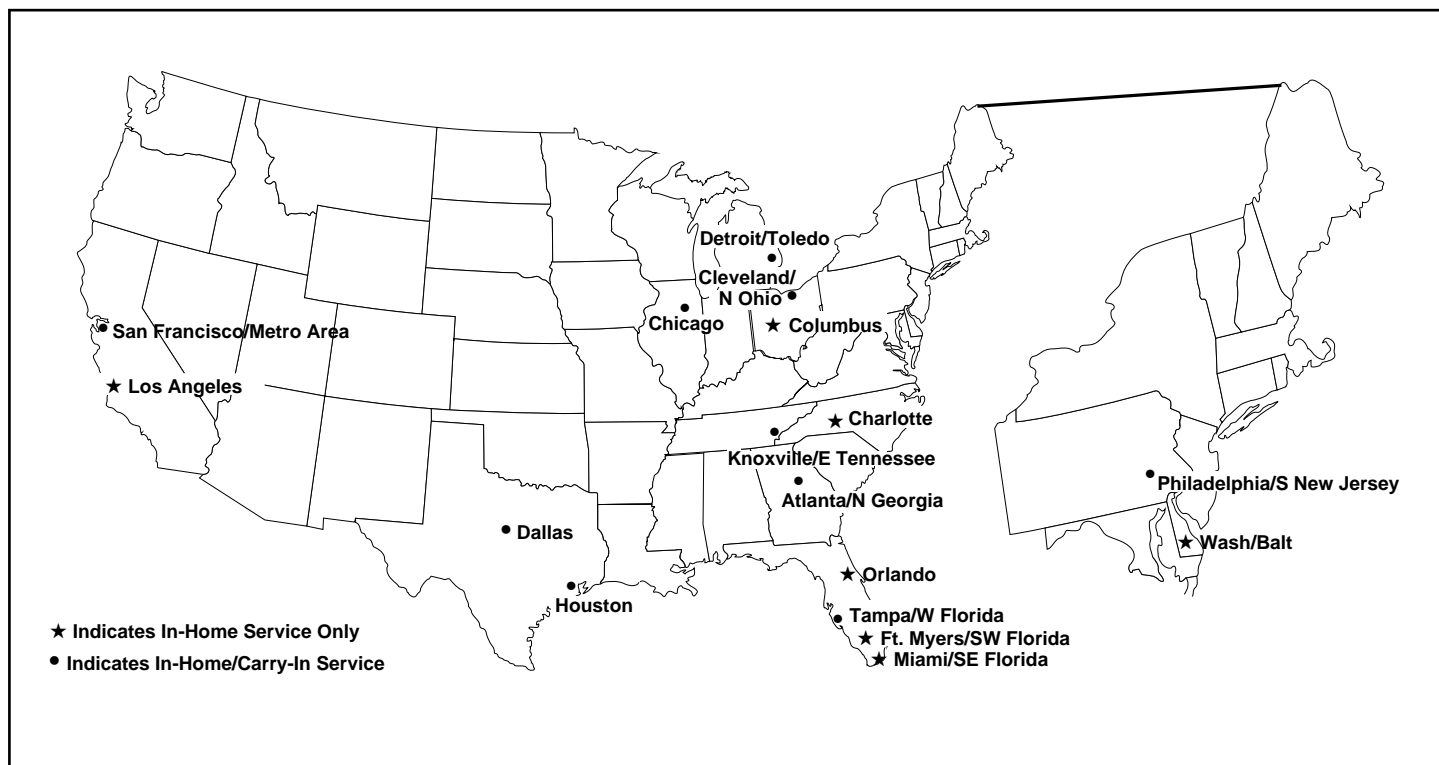 Detroit/Toledo
Cleveland/
N Ohio
Chicago
Columbus
San Francisco/Metro Area
Los Angeles
Charlotte
Knoxville/E Tennessee
Atlanta/N Georgia
Philadelphia/S New Jersey
Dallas
Wash/Balt
Orlando
Houston
Tampa/W Florida
Ft. Myers/SW Florida
Miami/SE Florida
★ Indicates In-Home Service Only
● Indicates In-Home/Carry-In Service